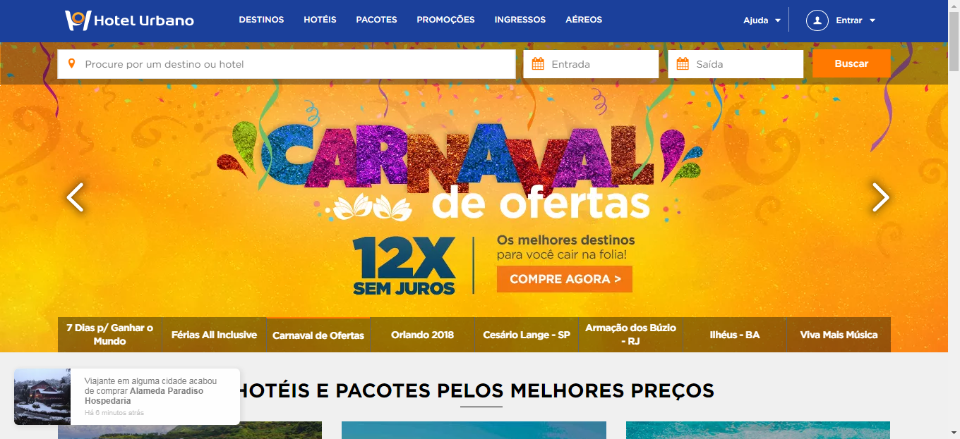 Hotel Urbano
DESTINOS HOTÉIS PACOTES PROMOÇÕES INGRESSOS AÉREOS
Ajuda Entrar
Procure por um destino ou hotel
Entrada
Saída
Buscar
CARNAVAL
de ofertas
12X
SEM JUROS
Os melhores destinos
para você cair na folia!
COMPRE AGORA >
7 Dias p/ Ganhar o
Mundo
Férias All Inclusive
Carnaval de Ofertas
Orlando 2018
Cesário Lange - SP
Armação dos Búzio
- RJ
Ilhéus - BA
Viva Mais Música
HOTÉIS E PACOTES PELOS MELHORES PREÇOS
Viajante em alguma cidade acabou
de comprar Alameda Paradiso
Hospedaria
Há 6 minutos atrás